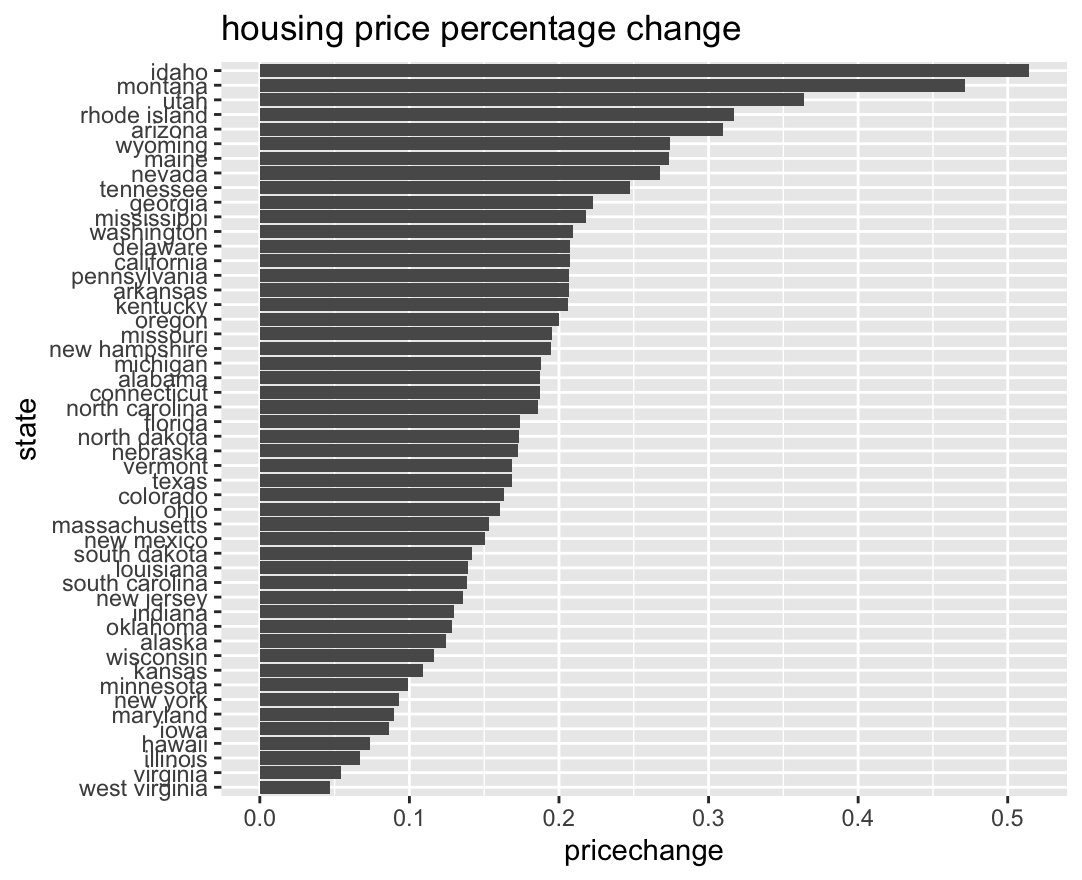 housing price percentage change
idaho
montana
utah
rhode island
arizona
wyoming
maine
nevada
tennessee
georgia
mississippi
washington
delaware
california
pennsylvania
arkansas
kentucky
oregon
missouri
new hampshire
michigan
alabama
connecticut
north carolina
florida
north dakota
nebraska
vermont
texas
colorado
ohio
massachusetts
new mexico
south dakota
louisiana
south carolina
new jersey
indiana
oklahoma
alaska
wisconsin
kansas
minnesota
new york
maryland
iowa
hawaii
illinois
virginia
west virginia
state
0.0 0.1 0.2 0.3 0.4 0.5
pricechange